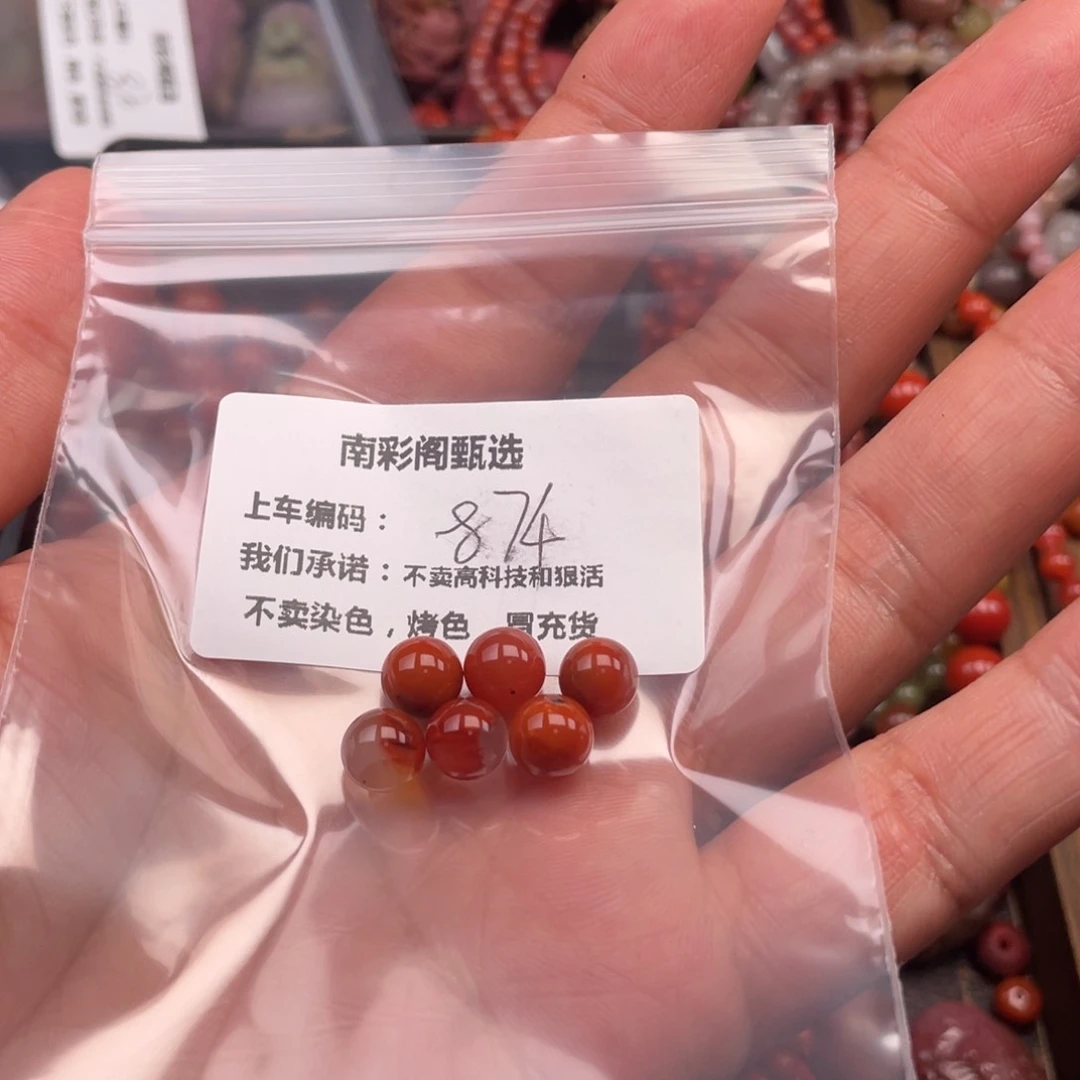 南彩阁甄选
上车编码：874
我们承诺：不卖高科技和狠活
不卖染色，烤色 冒充货